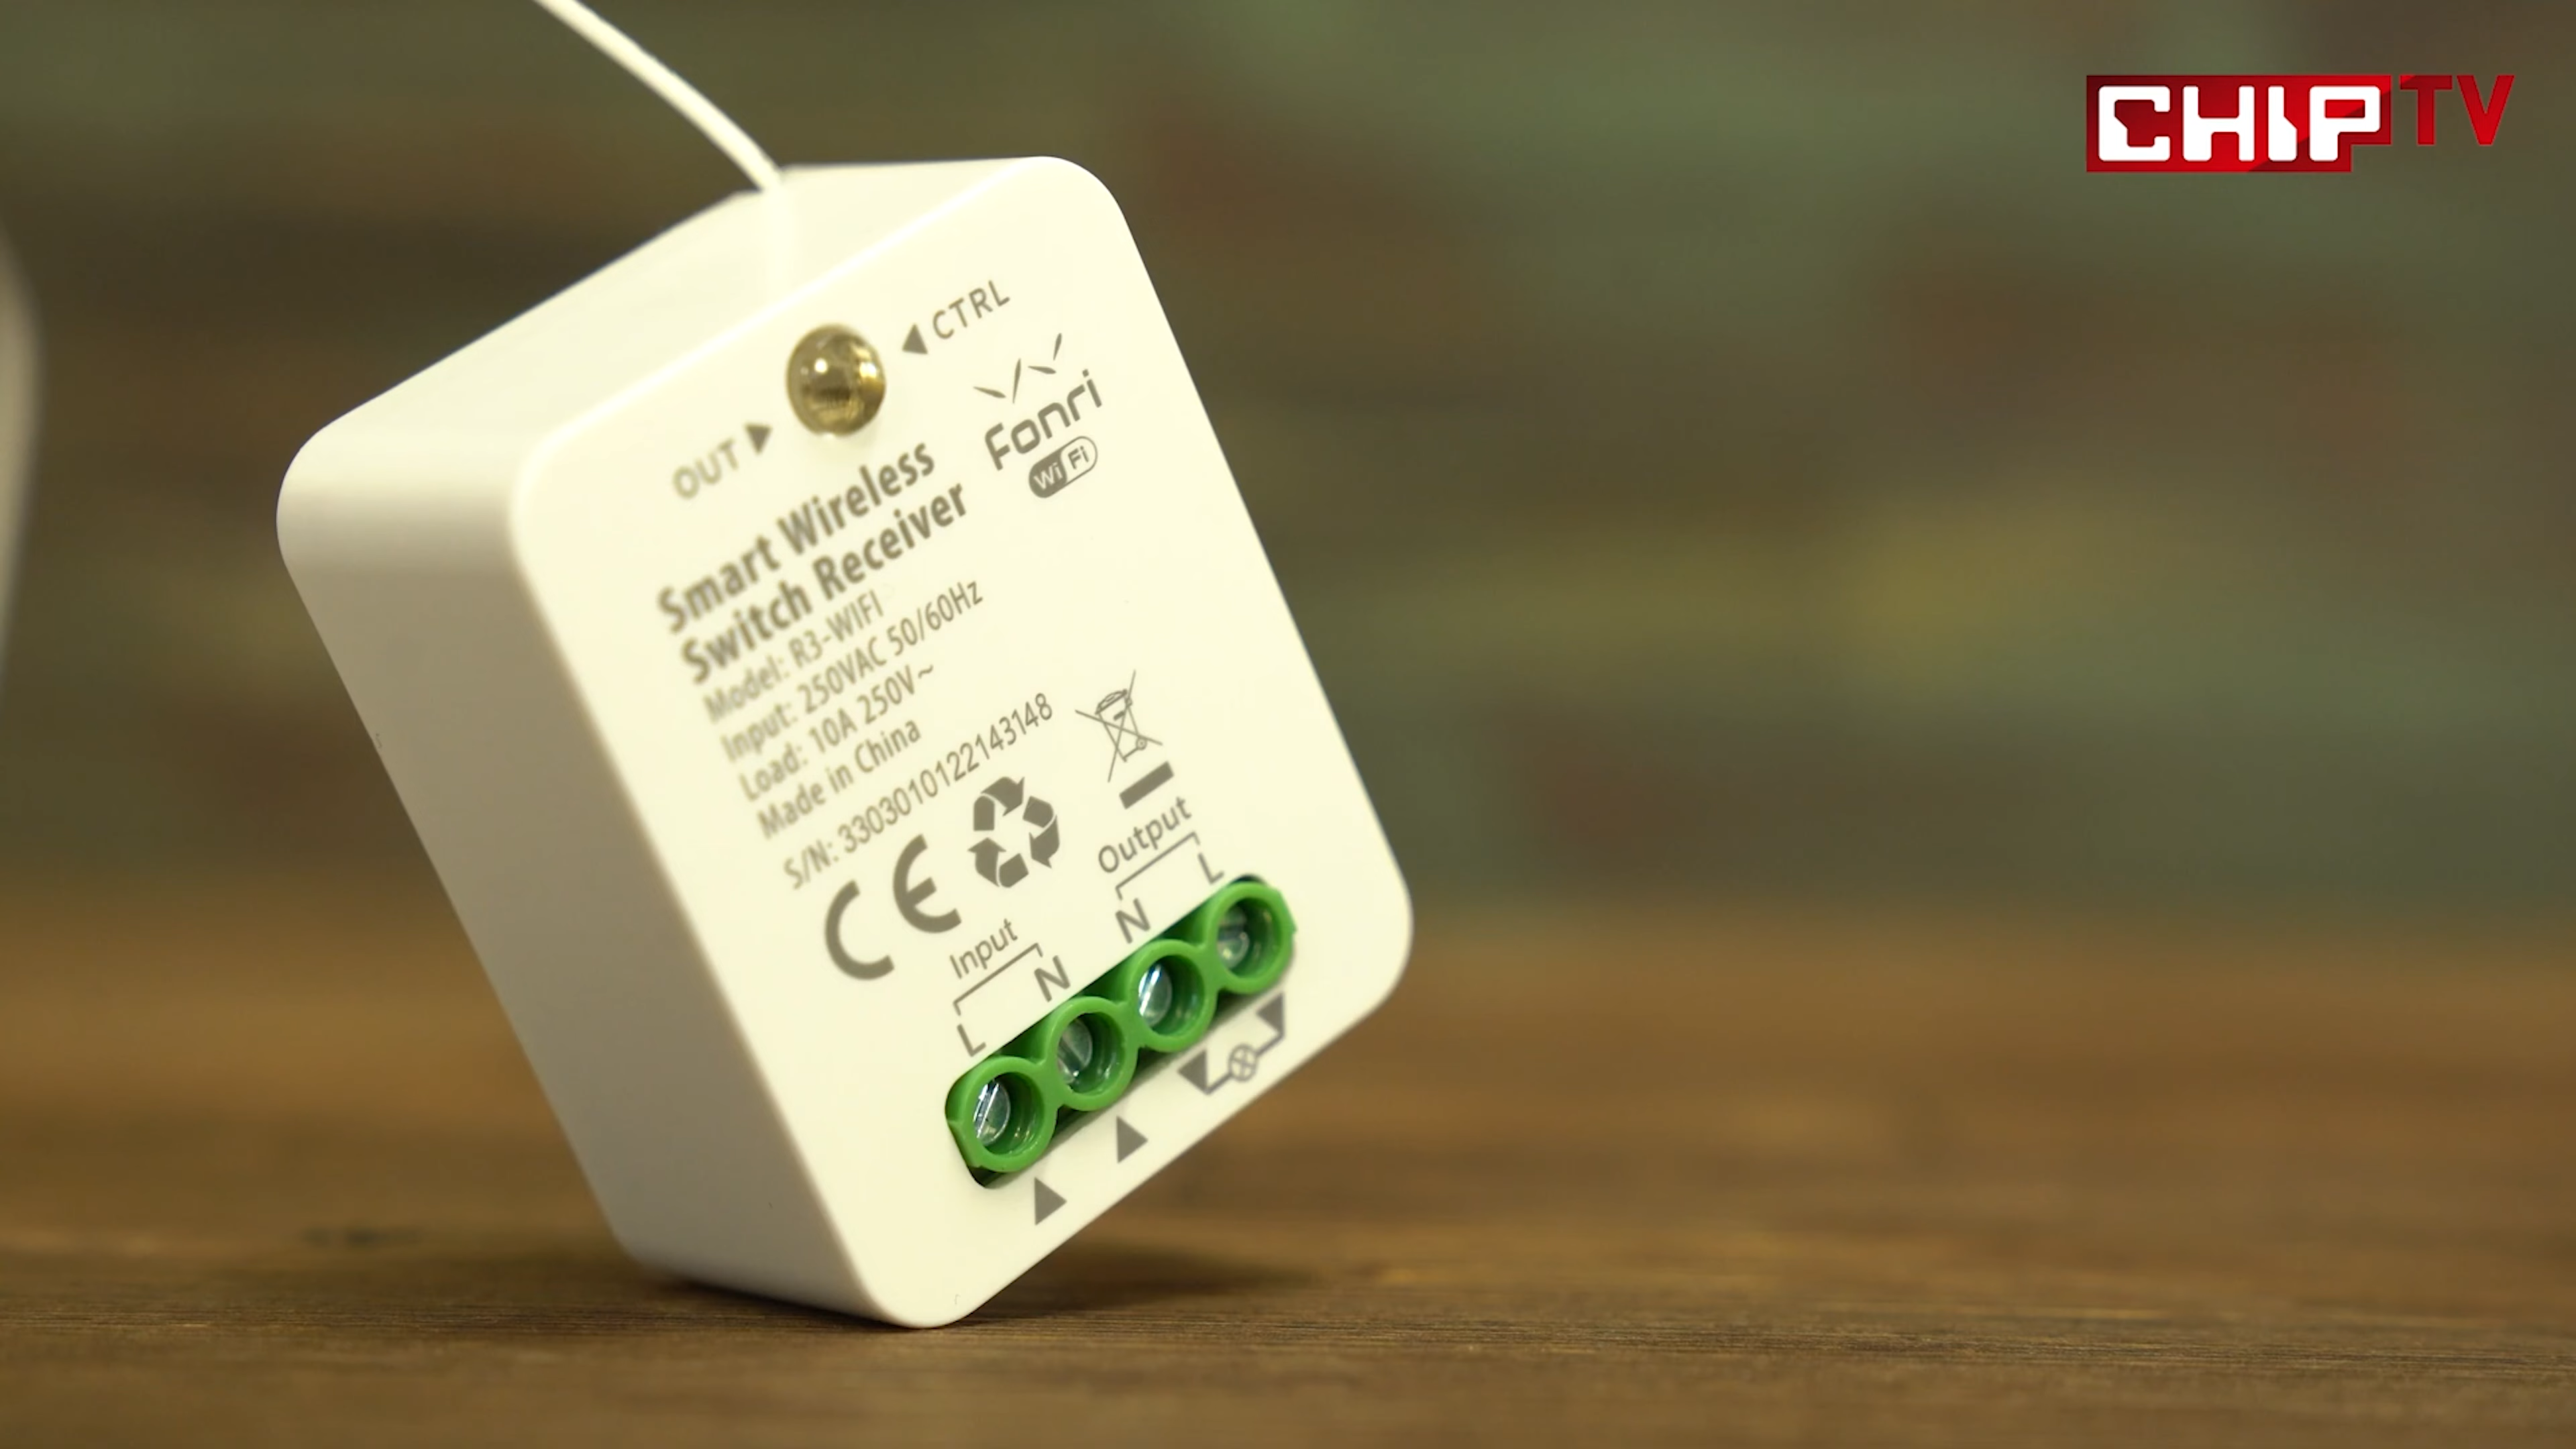 CHIP TV
CTRL
OUT
Fonri
WiFi
Smart Wireless
Switch Receiver
Model: R3-WIFI
Input: 250VAC 50/60Hz
Load: 10A 250V~
Made in China
S/N: 3303010122143148
CE
Input
L N
Output
N L